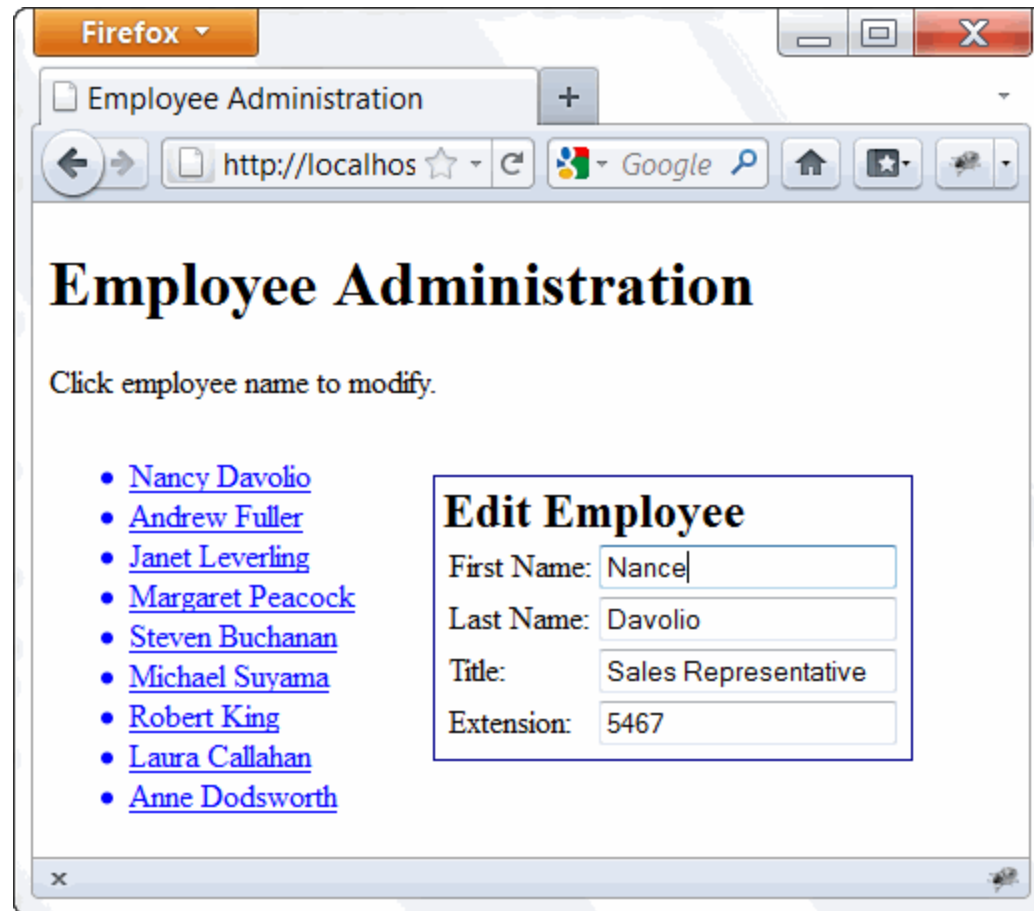 Firefox
Employee Administration
http://localhos
Google
Employee Administration
Click employee name to modify.
Nancy Davolio
Andrew Fuller
Janet Leverling
Margaret Peacock
Steven Buchanan
Michael Suyama
Robert King
Laura Callahan
Anne Dodsworth
Edit Employee
First Name: Nance
Last Name: Davolio
Title: Sales Representative
Extension: 5467